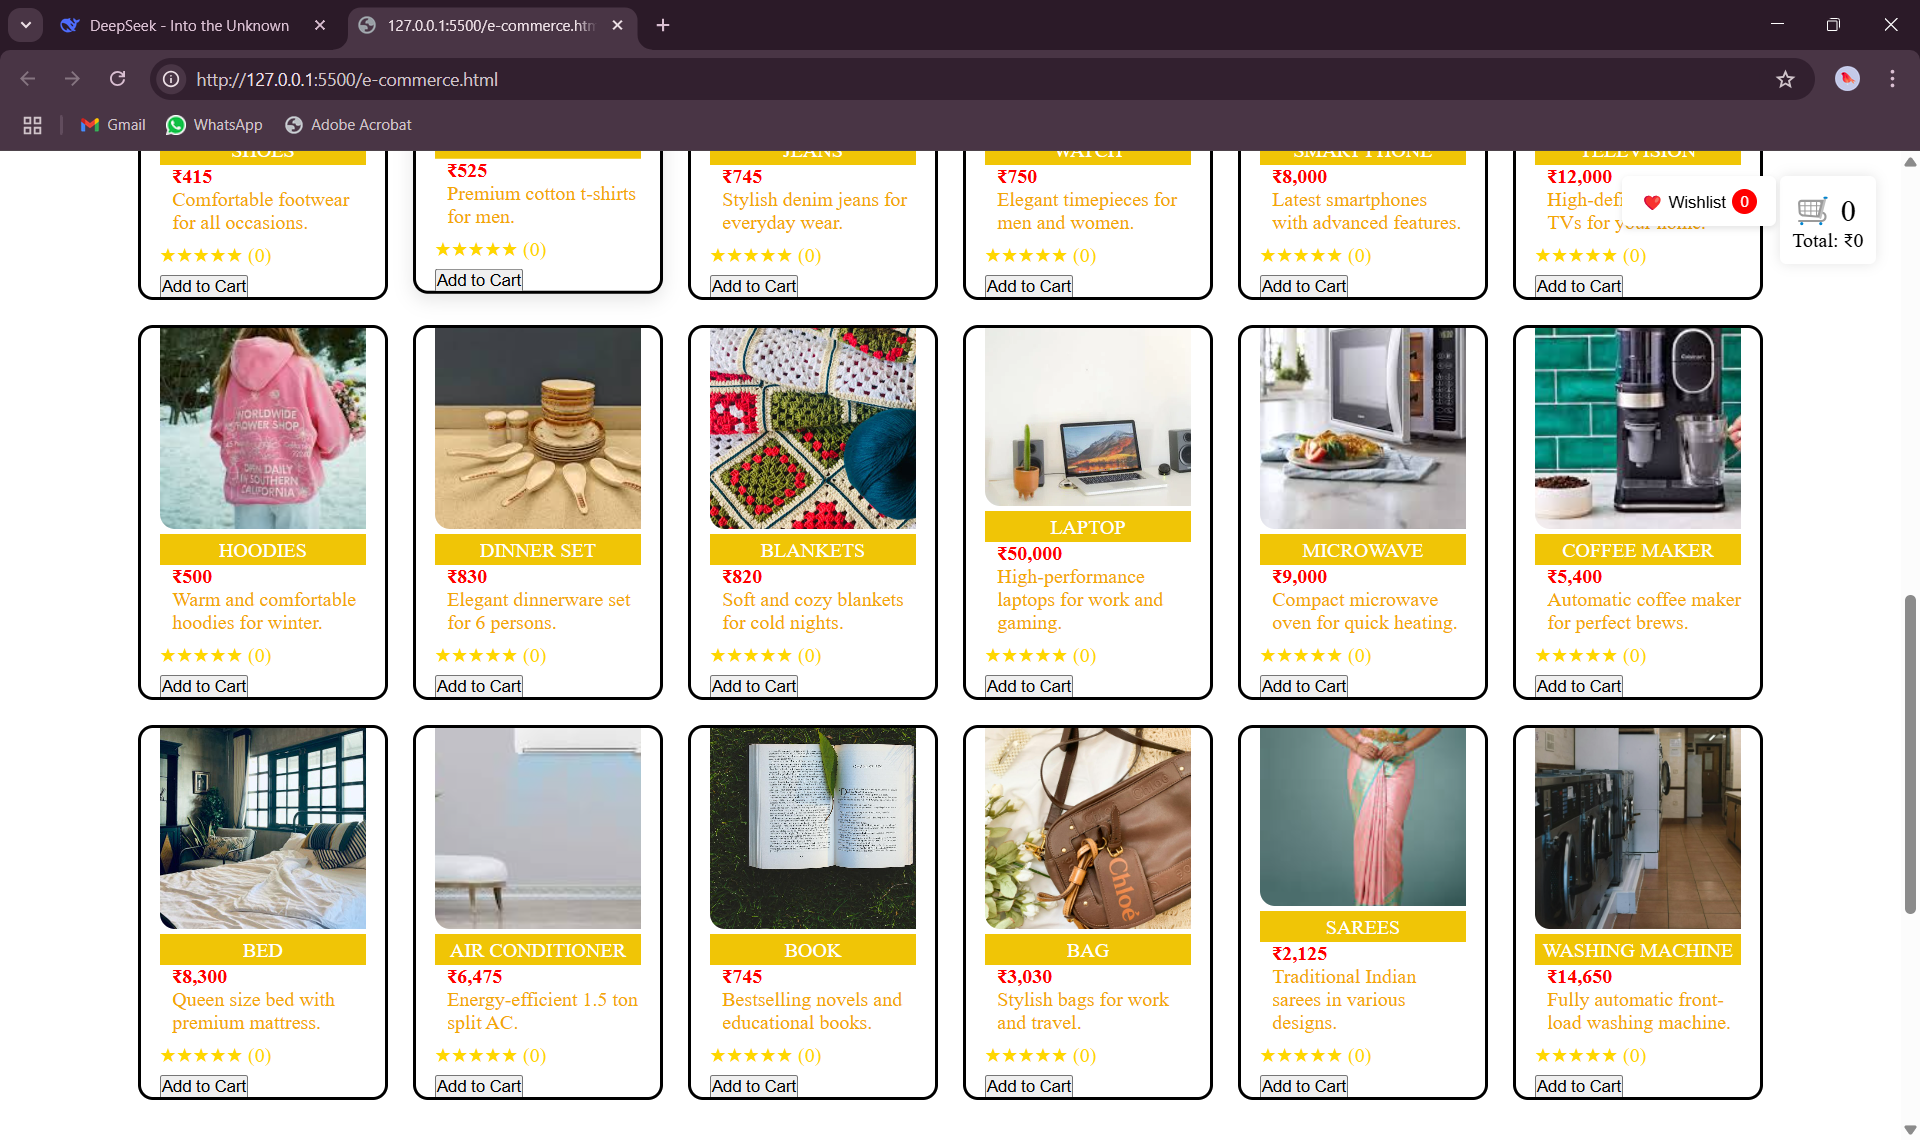 DeepSeek - Into the Unknown
127.0.0.1:5500/e-commerce.htm
http://127.0.0.1:5500/e-commerce.html
Gmail
WhatsApp
Adobe Acrobat
SHOES
₹415
Comfortable footwear
for all occasions.
★★★★★ (0)
Add to Cart
₹525
Premium cotton t-shirts
for men.
★★★★★ (0)
Add to Cart
JEANS
₹745
Stylish denim jeans for
everyday wear.
★★★★★ (0)
Add to Cart
WATCH
₹750
Elegant timepieces for
men and women.
★★★★★ (0)
Add to Cart
SMART PHONE
₹8,000
Latest smartphones
with advanced features.
★★★★★ (0)
Add to Cart
TELEVISION
₹12,000
High-def
TVs for your home.
★★★★★ (0)
Add to Cart
Wishlist 0
0
Total: ₹0
WORLDWIDE
FLOWER SHOP
OPEN DAILY
IN SOUTHERN
CALIFORNIA
HOODIES
₹500
Warm and comfortable
hoodies for winter.
★★★★★ (0)
Add to Cart
DINNER SET
₹830
Elegant dinnerware set
for 6 persons.
★★★★★ (0)
Add to Cart
BLANKETS
₹820
Soft and cozy blankets
for cold nights.
★★★★★ (0)
Add to Cart
LAPTOP
₹50,000
High-performance
laptops for work and
gaming.
★★★★★ (0)
Add to Cart
MICROWAVE
₹9,000
Compact microwave
oven for quick heating.
★★★★★ (0)
Add to Cart
Cuisinart
COFFEE MAKER
₹5,400
Automatic coffee maker
for perfect brews.
★★★★★ (0)
Add to Cart
BED
₹8,300
Queen size bed with
premium mattress.
★★★★★ (0)
Add to Cart
AIR CONDITIONER
₹6,475
Energy-efficient 1.5 ton
split AC.
★★★★★ (0)
Add to Cart
BOOK
₹745
Bestselling novels and
educational books.
★★★★★ (0)
Add to Cart
Chloé
BAG
₹3,030
Stylish bags for work
and travel.
★★★★★ (0)
Add to Cart
SAREES
₹2,125
Traditional Indian
sarees in various
designs.
★★★★★ (0)
Add to Cart
WASHING MACHINE
₹14,650
Fully automatic front-
load washing machine.
★★★★★ (0)
Add to Cart